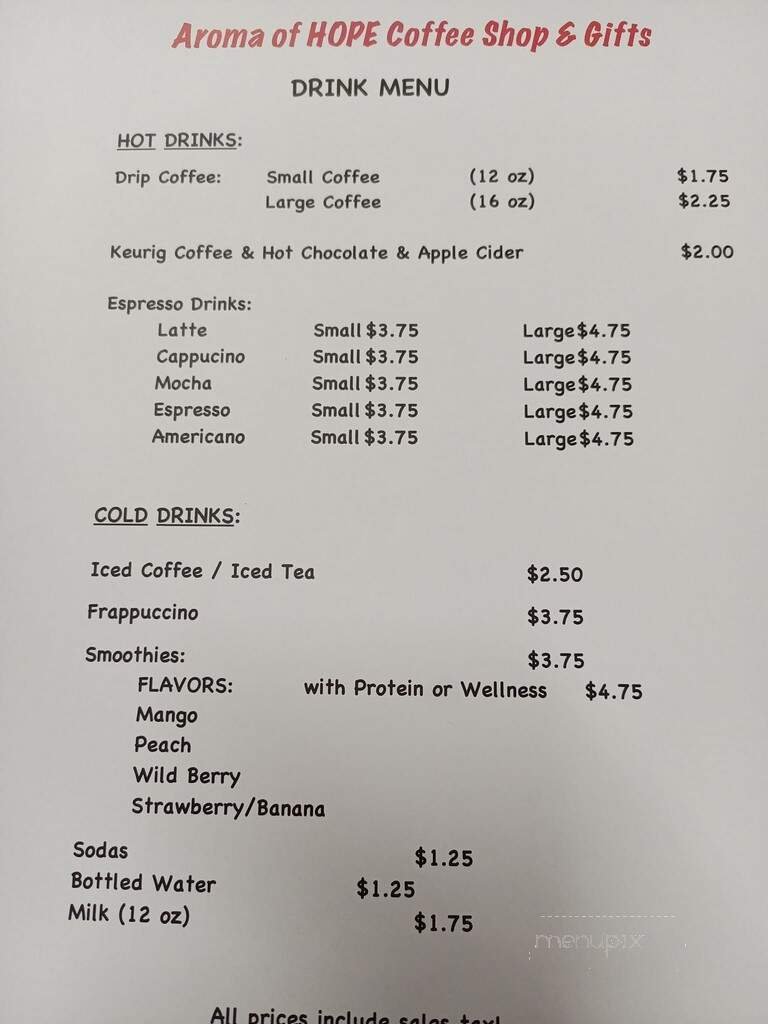 Aroma of HOPE Coffee Shop & Gifts
DRINK MENU
HOT DRINKS:
Drip Coffee: Small Coffee (12 oz) $1.75
Large Coffee (16 oz) $2.25
Keurig Coffee & Hot Chocolate & Apple Cider $2.00
Espresso Drinks:
Latte Small $3.75 Large $4.75
Cappucino Small $3.75 Large $4.75
Mocha Small $3.75 Large $4.75
Espresso Small $3.75 Large $4.75
Americano Small $3.75 Large $4.75
COLD DRINKS:
Iced Coffee / Iced Tea $2.50
Frappuccino $3.75
Smoothies: $3.75
FLAVORS: with Protein or Wellness $4.75
Mango
Peach
Wild Berry
Strawberry/Banana
Sodas $1.25
Bottled Water $1.25
Milk (12 oz) $1.75
menupix
All prices include sales tax!